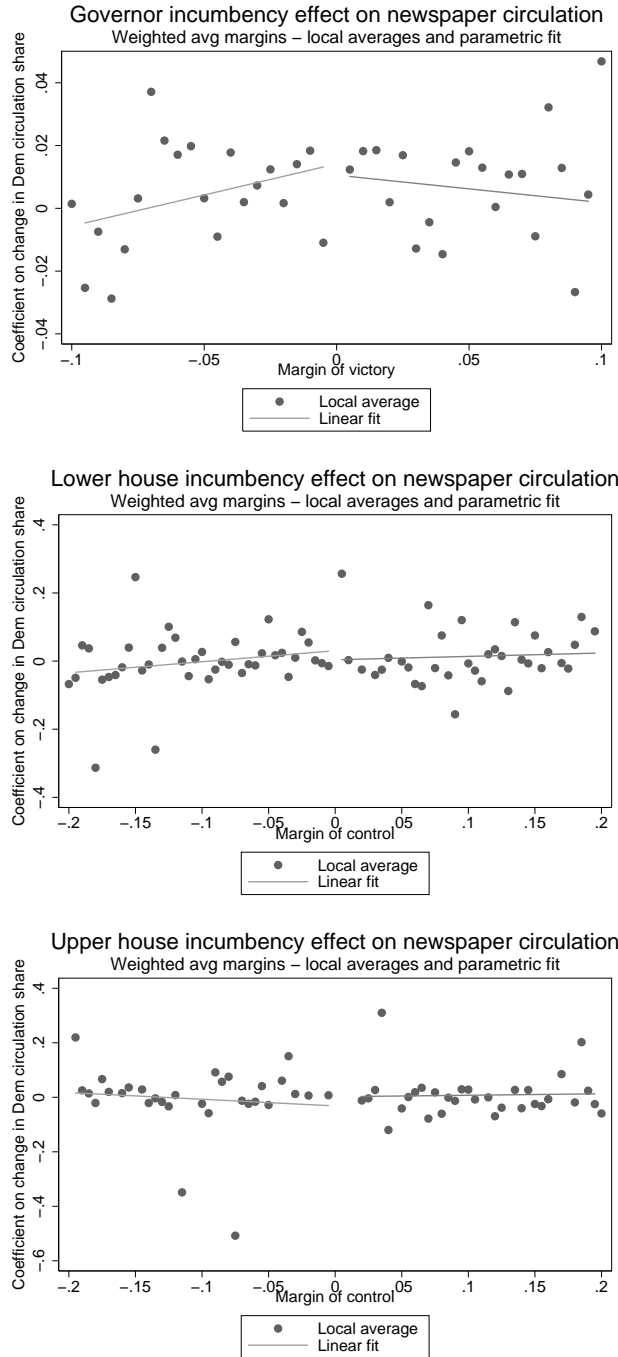 Governor incumbency effect on newspaper circulation
Weighted avg margins − local averages and parametric fit
Coefficient on change in Dem circulation share
.04
.02
0
-.02
-.04
-.1
-.05
0
.05
.1
Margin of victory
Local average
Linear fit
Lower house incumbency effect on newspaper circulation
Weighted avg margins − local averages and parametric fit
Coefficient on change in Dem circulation share
.4
.2
0
-.2
-.4
-.2
-.15
-.1
-.05
0
.05
.1
.15
.2
Margin of control
Local average
Linear fit
Upper house incumbency effect on newspaper circulation
Weighted avg margins − local averages and parametric fit
Coefficient on change in Dem circulation share
.4
.2
0
-.2
-.4
-.6
-.2
-.15
-.1
-.05
0
.05
.1
.15
.2
Margin of control
Local average
Linear fit